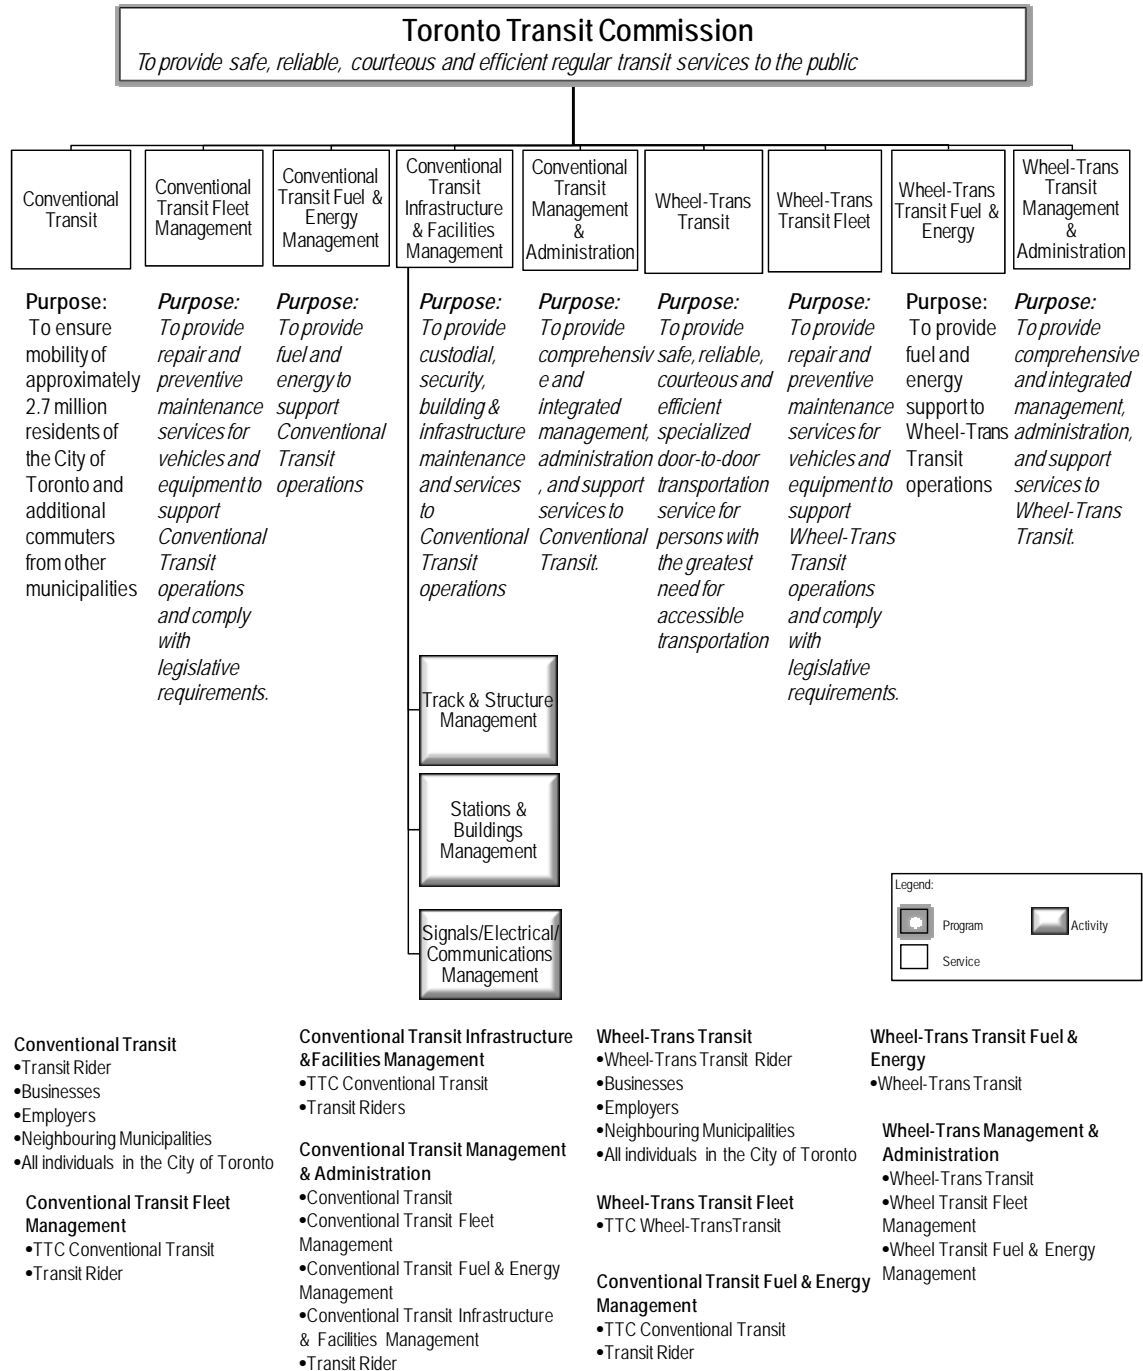 Toronto Transit Commission
To provide safe, reliable, courteous and efficient regular transit services to the public
Conventional
Transit
Conventional
Transit Fleet
Management
Conventional
Transit Fuel &
Energy
Management
Conventional
Transit
Infrastructure
& Facilities
Management
Conventional
Transit
Management
&
Administration
Wheel-Trans
Transit
Wheel-Trans
Transit Fleet
Wheel-Trans
Transit Fuel &
Energy
Wheel-Trans
Transit
Management
&
Administration
Purpose:
To ensure
mobility of
approximately
2.7 million
residents of
the City of
Toronto and
additional
commuters
from other
municipalities
Purpose:
To provide
repair and
preventive
maintenance
services for
vehicles and
equipment to
support
Conventional
Transit
operations
and comply
with
legislative
requirements.
Purpose:
To provide
fuel and
energy to
support
Conventional
Transit
operations
Purpose:
To provide
custodial,
security,
building &
infrastructure
maintenance
and services
to
Conventional
Transit
operations
Purpose:
To provide
comprehensiv
e and
integrated
management,
administration
, and support
services to
Conventional
Transit.
Purpose:
To provide
safe, reliable,
courteous and
efficient
specialized
door-to-door
transportation
service for
persons with
the greatest
need for
accessible
transportation
Purpose:
To provide
repair and
preventive
maintenance
services for
vehicles and
equipment to
support
Wheel-Trans
Transit
operations
and comply
with
legislative
requirements.
Purpose:
To provide
fuel and
energy
support to
Wheel-Trans
Transit
operations
Purpose:
To provide
comprehensive
and integrated
management,
administration,
and support
services to
Wheel-Trans
Transit.
Track & Structure
Management
Stations &
Buildings
Management
Signals/Electrical/
Communications
Management
Legend:
Program
Activity
Service
Conventional Transit
•Transit Rider
•Businesses
•Employers
•Neighbouring Municipalities
•All individuals in the City of Toronto
Conventional Transit Fleet
Management
•TTC Conventional Transit
•Transit Rider
Conventional Transit Infrastructure
&Facilities Management
•TTC Conventional Transit
•Transit Riders
Conventional Transit Management
& Administration
•Conventional Transit
•Conventional Transit Fleet
Management
•Conventional Transit Fuel & Energy
Management
•Conventional Transit Infrastructure
& Facilities Management
•Transit Rider
Wheel-Trans Transit
•Wheel-Trans Transit Rider
•Businesses
•Employers
•Neighbouring Municipalities
•All individuals in the City of Toronto
Wheel-Trans Transit Fleet
•TTC Wheel-TransTransit
Conventional Transit Fuel & Energy
Management
•TTC Conventional Transit
•Transit Rider
Wheel-Trans Transit Fuel &
Energy
•Wheel-Trans Transit
Wheel-Trans Management &
Administration
•Wheel-Trans Transit
•Wheel Transit Fleet
Management
•Wheel Transit Fuel & Energy
Management